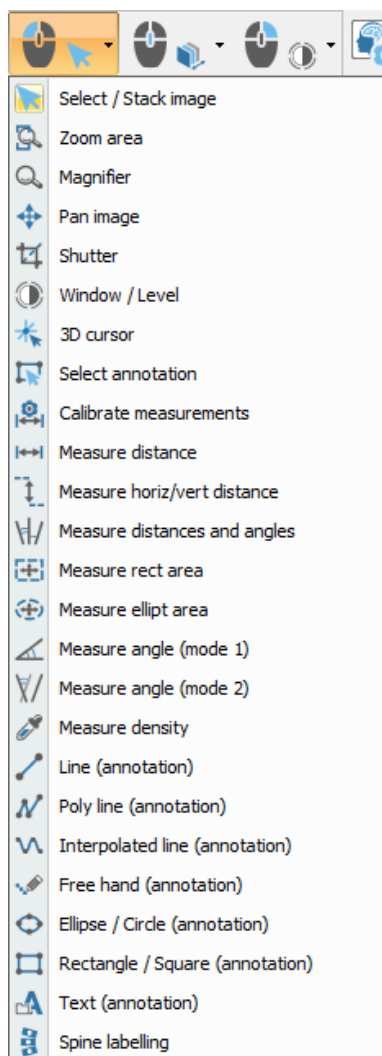 Select / Stack image
Zoom area
Magnifier
Pan image
Shutter
Window / Level
3D cursor
Select annotation
Calibrate measurements
Measure distance
Measure horiz/vert distance
Measure distances and angles
Measure rect area
Measure ellipt area
Measure angle (mode 1)
Measure angle (mode 2)
Measure density
Line (annotation)
Poly line (annotation)
Interpolated line (annotation)
Free hand (annotation)
Ellipse / Circle (annotation)
Rectangle / Square (annotation)
Text (annotation)
Spine labelling